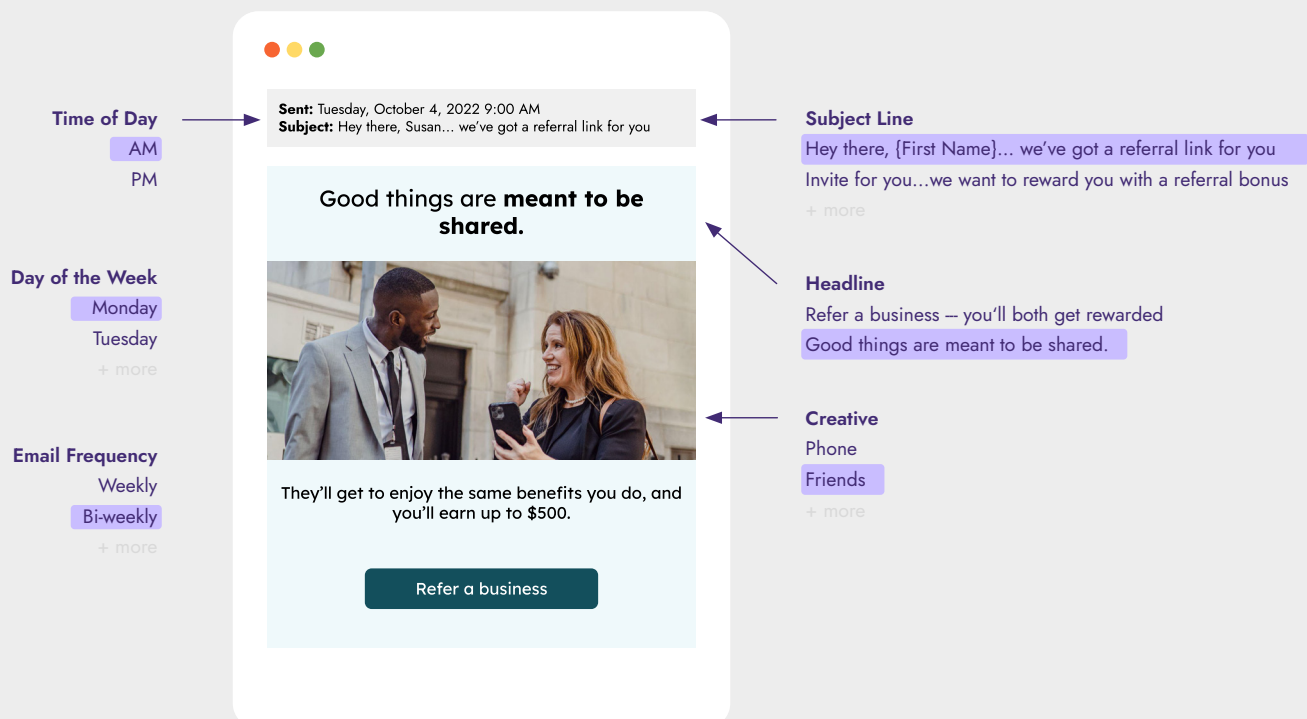 Time of Day
AM
PM
Day of the Week
Monday
Tuesday
+ more
Email Frequency
Weekly
Bi-weekly
+ more
Sent: Tuesday, October 4, 2022 9:00 AM
Subject: Hey there, Susan... we've got a referral link for you
Good things are meant to be
shared.
They'll get to enjoy the same benefits you do, and
you'll earn up to $500.
Refer a business
Subject Line
Hey there, {First Name}... we've got a referral link for you
Invite for you...we want to reward you with a referral bonus
+ more
Headline
Refer a business -- you'll both get rewarded
Good things are meant to be shared.
Creative
Phone
Friends
+ more